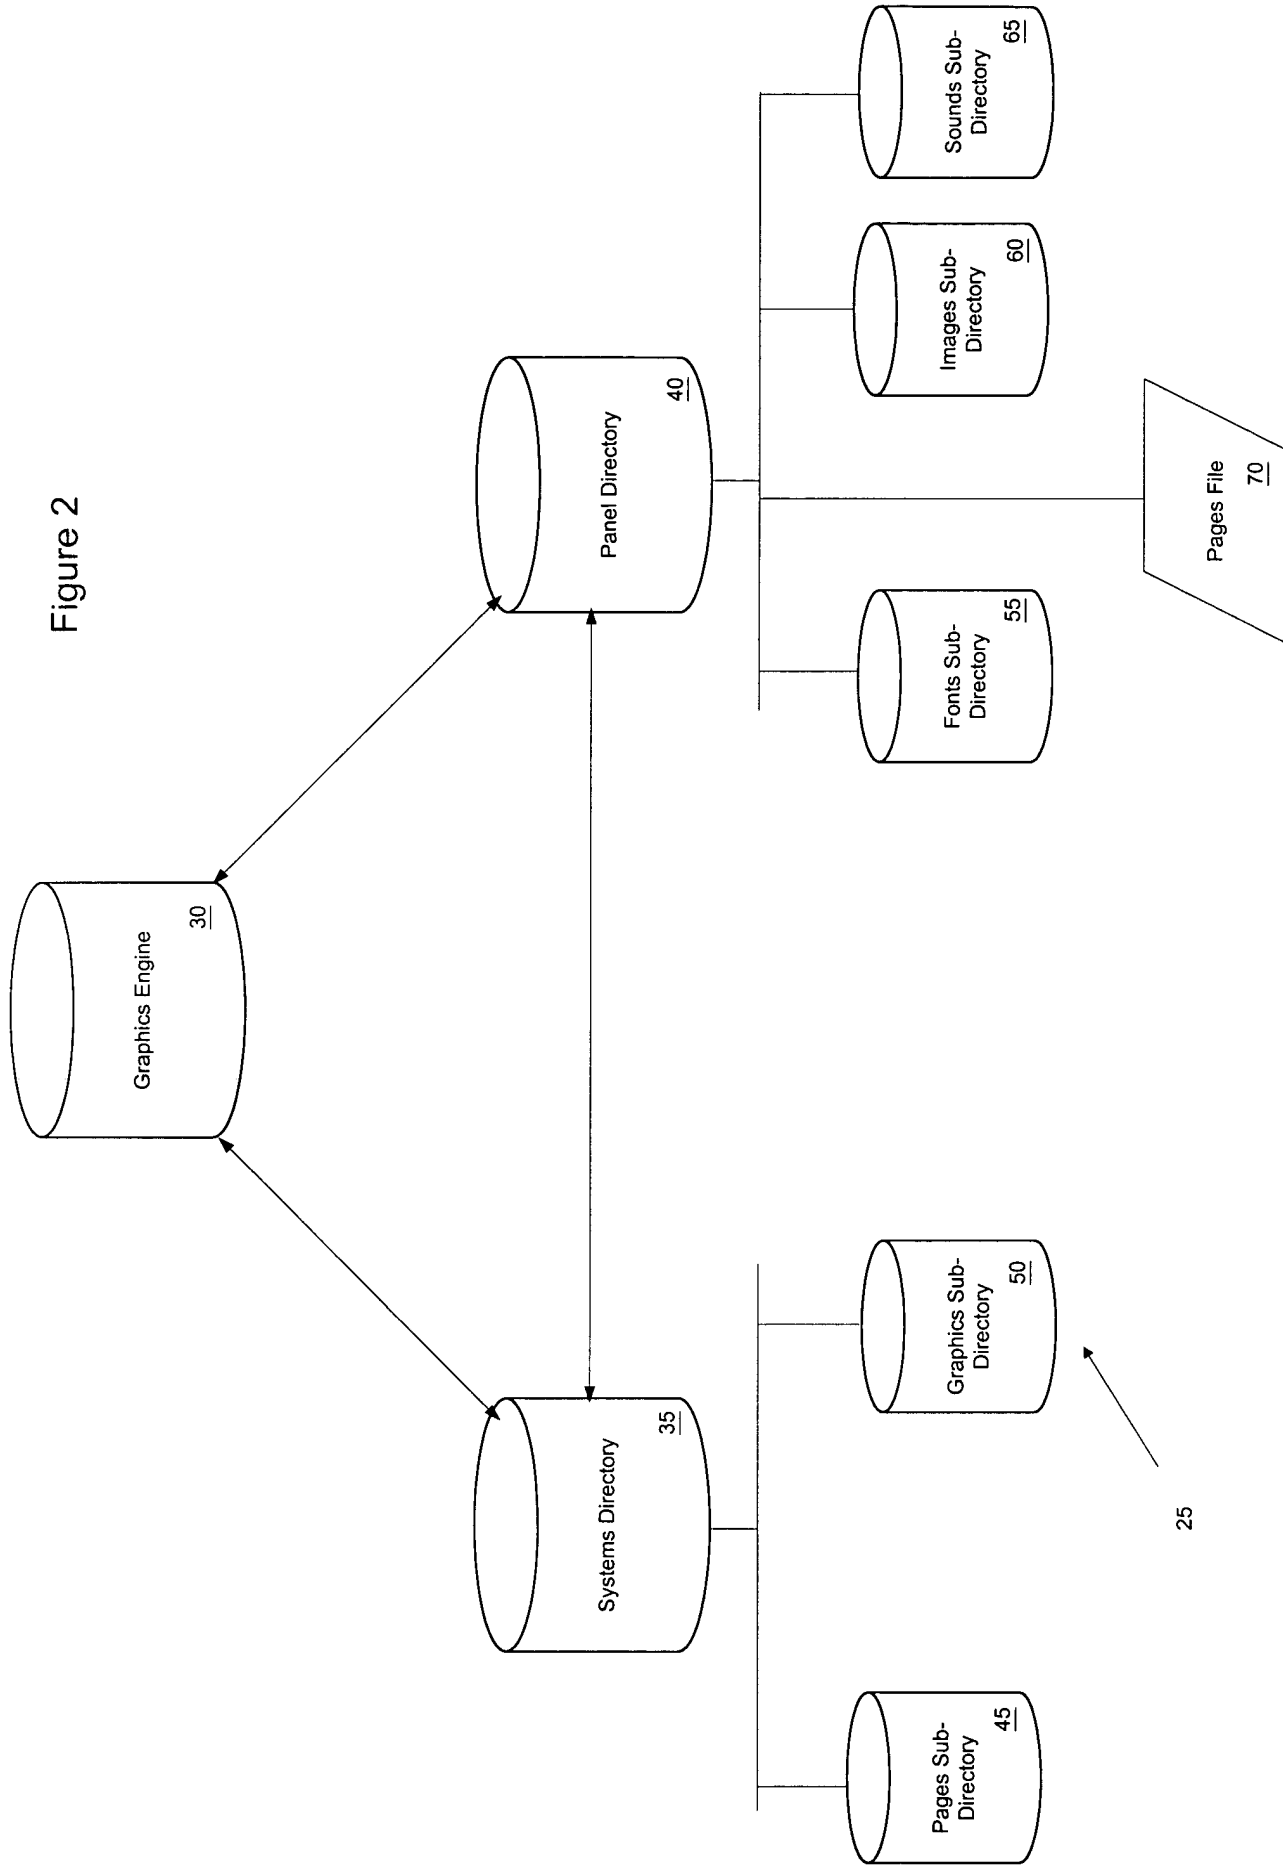 Figure 2
Graphics Engine
30
Systems Directory
35
Panel Directory
40
Pages Sub-
Directory
45
Graphics Sub-
Directory
50
Fonts Sub-
Directory
55
Images Sub-
Directory
60
Sounds Sub-
Directory
65
Pages File
70
25